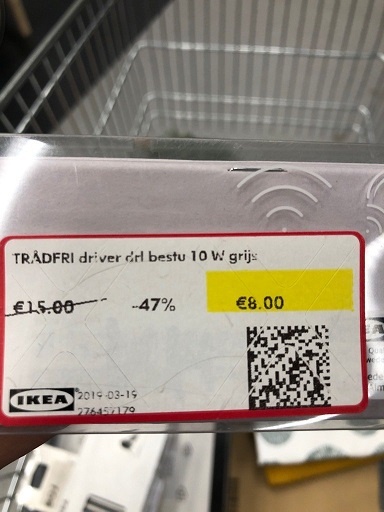 TRÅDFRI driver drl bestu 10 W grijs
€15.00 -47% €8.00
IKEA 2019-03-19
276457179